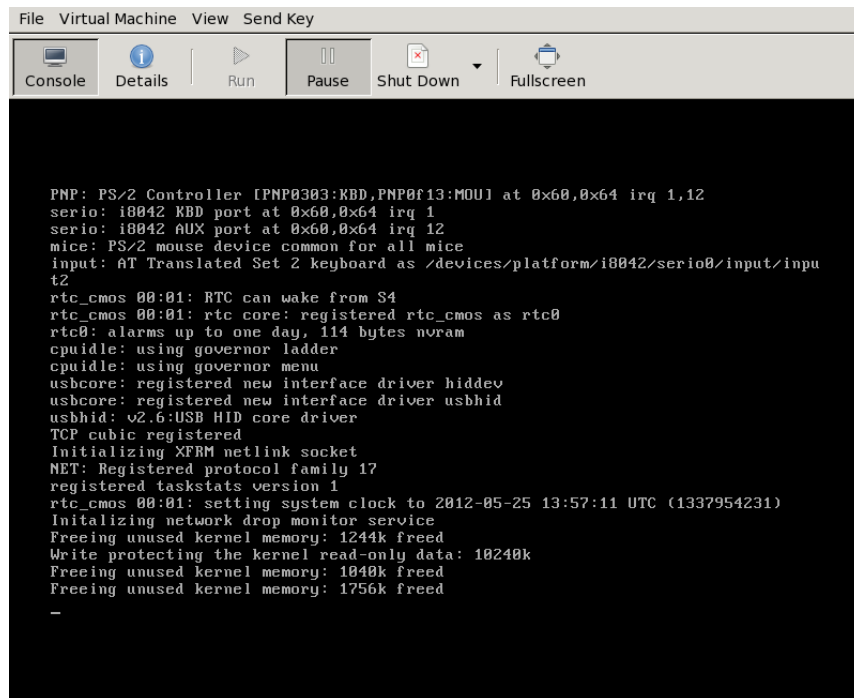 File Virtual Machine View Send Key
Console Details Run Pause Shut Down Fullscreen
PNP: PS/2 Controller [PNP0303:KBD,PNP0f13:MOU] at 0x60,0x64 irq 1,12
serio: i8042 KBD port at 0x60,0x64 irq 1
serio: i8042 AUX port at 0x60,0x64 irq 12
mice: PS/2 mouse device common for all mice
input: AT Translated Set 2 keyboard as /devices/platform/i8042/serio0/input/inpu
t2
rtc_cmos 00:01: RTC can wake from S4
rtc_cmos 00:01: rtc core: registered rtc_cmos as rtc0
rtc0: alarms up to one day, 114 bytes nvram
cpuidle: using governor ladder
cpuidle: using governor menu
usbcore: registered new interface driver hiddev
usbcore: registered new interface driver usbhid
usbhid: v2.6:USB HID core driver
TCP cubic registered
Initializing XFRM netlink socket
NET: Registered protocol family 17
registered taskstats version 1
rtc_cmos 00:01: setting system clock to 2012-05-25 13:57:11 UTC (1337954231)
Initalizing network drop monitor service
Freeing unused kernel memory: 1244k freed
Write protecting the kernel read-only data: 10240k
Freeing unused kernel memory: 1040k freed
Freeing unused kernel memory: 1756k freed
_